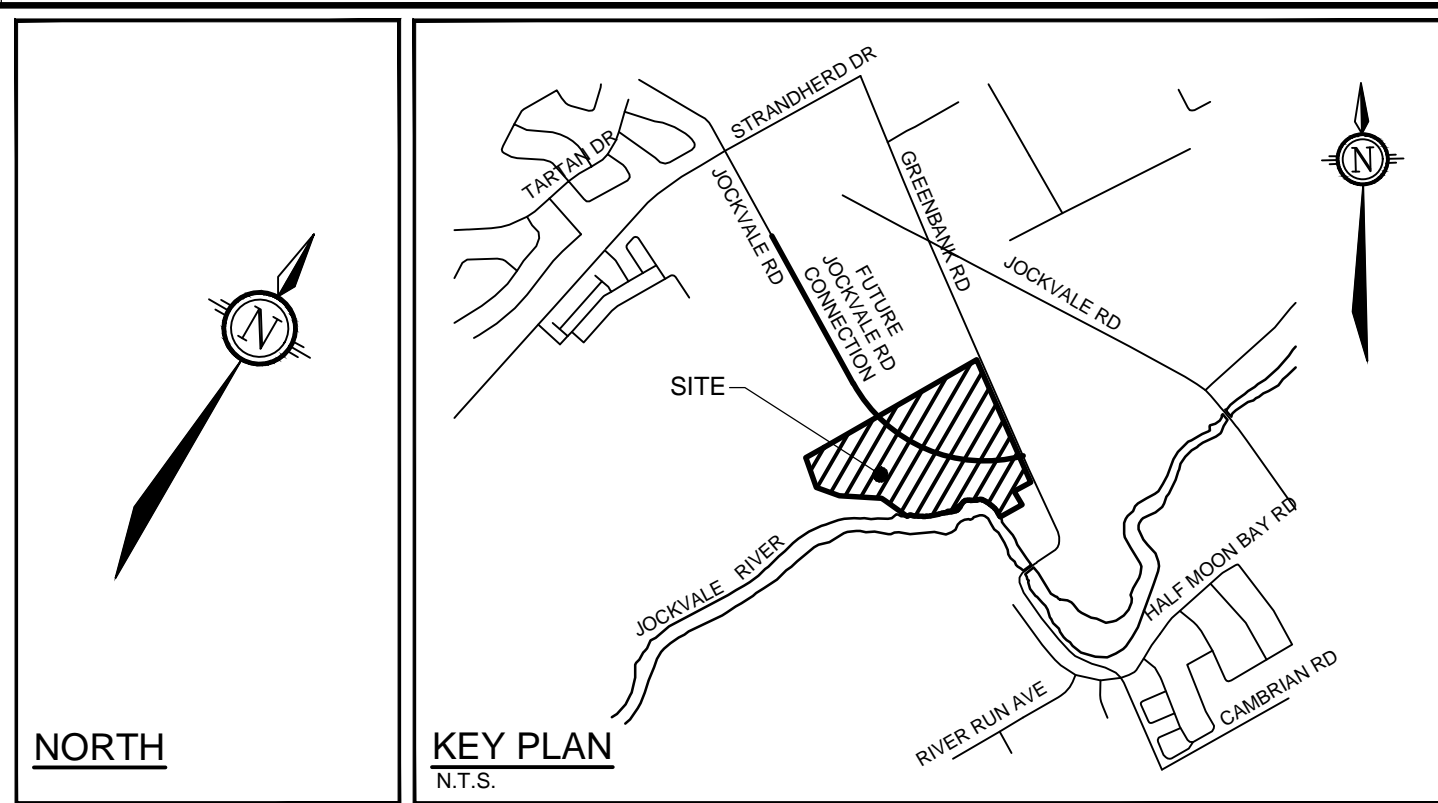 N
NORTH
STRANDHERD DR
TARTAN DR
JOCKVALE RD
GREENBANK RD
FUTURE
JOCKVALE RD
CONNECTION
JOCKVALE RD
N
SITE
JOCKVALE RIVER
HALF MOON BAY RD
RIVER RUN AVE
CAMBRIAN RD
KEY PLAN
N.T.S.